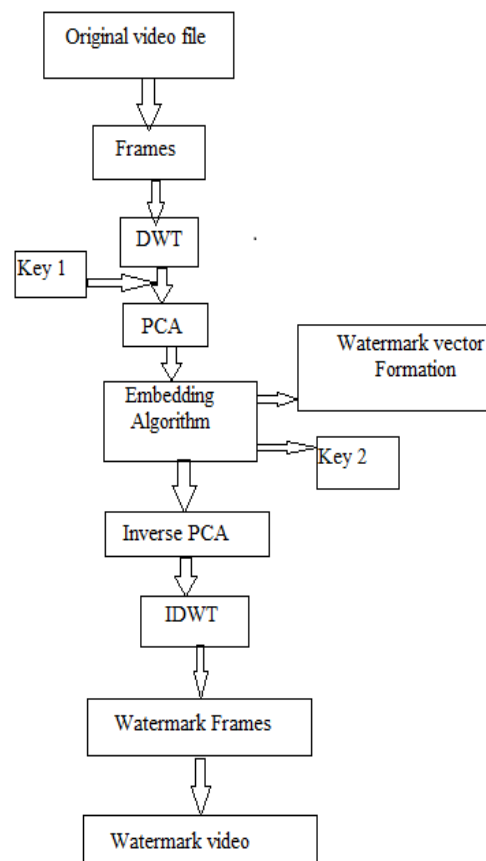 Original video file
Frames
DWT
Key 1
PCA
Watermark vector
Formation
Embedding
Algorithm
Key 2
Inverse PCA
IDWT
Watermark Frames
Watermark video